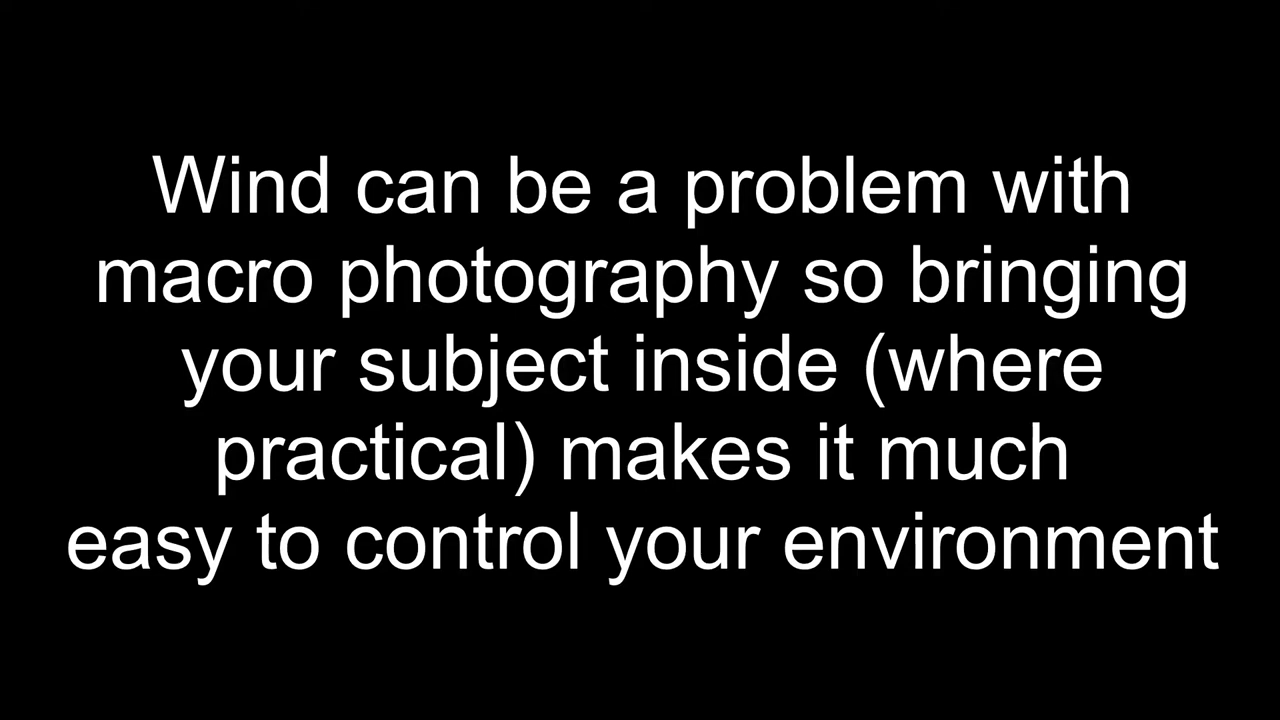 Wind can be a problem with
macro photography so bringing
your subject inside (where
practical) makes it much
easy to control your environment